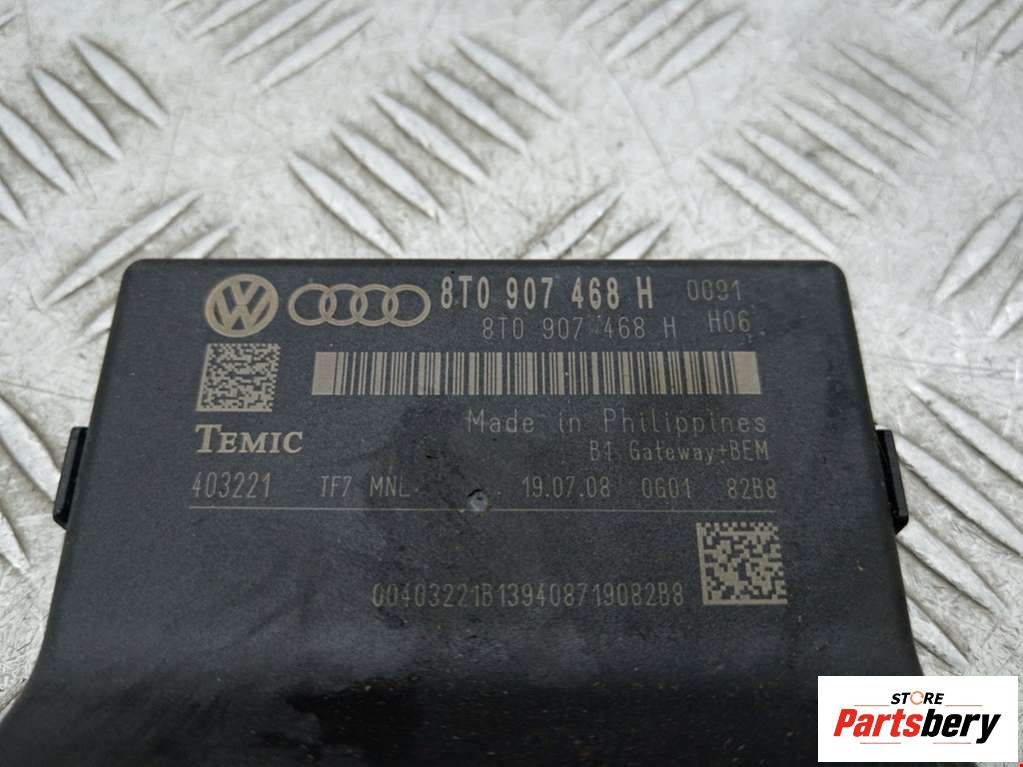 8T0 907 468 H 0091
8T0 907 468 H H06
TEMIC
Made in Philippines
B1 Gateway+BEM
403221 TF7 MNL 19.07.08 0G01 82B8
00403221B139408719082B8
STORE
Partsbery